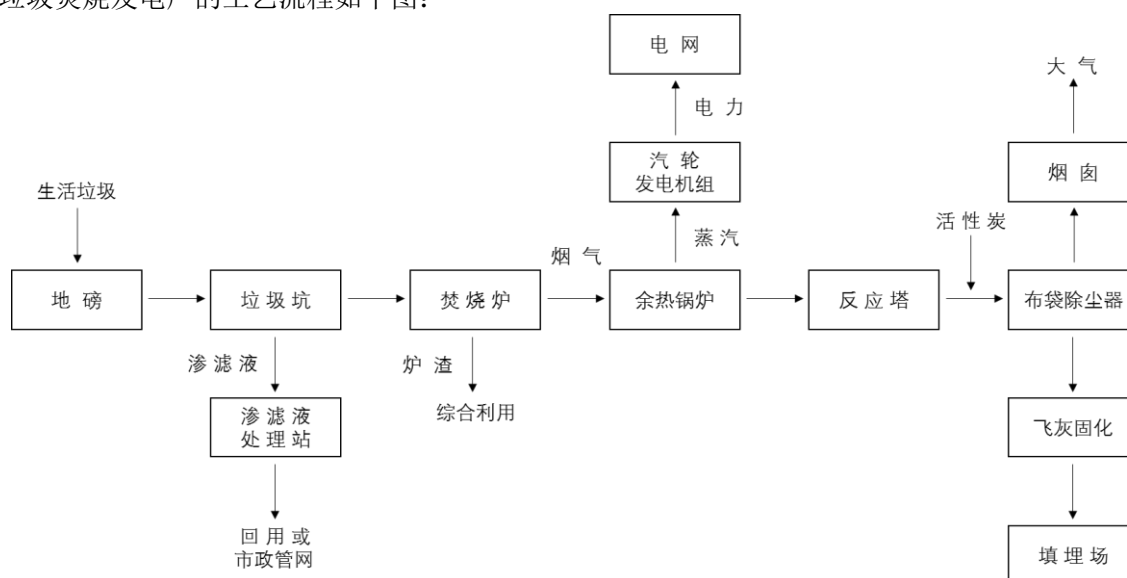 垃圾焚烧发电厂的工艺流程如下图：
电 网
大 气
电 力
汽 轮
发电机组
烟 囱
生活垃圾
活 性 炭
烟 气
蒸 汽
地 磅
垃 圾 坑
焚 烧 炉
余热锅炉
反 应 塔
布袋除尘器
渗 滤 液
炉 渣
综合利用
渗 滤 液
处 理 站
飞灰固化
回 用 或
市政管网
填 埋 场